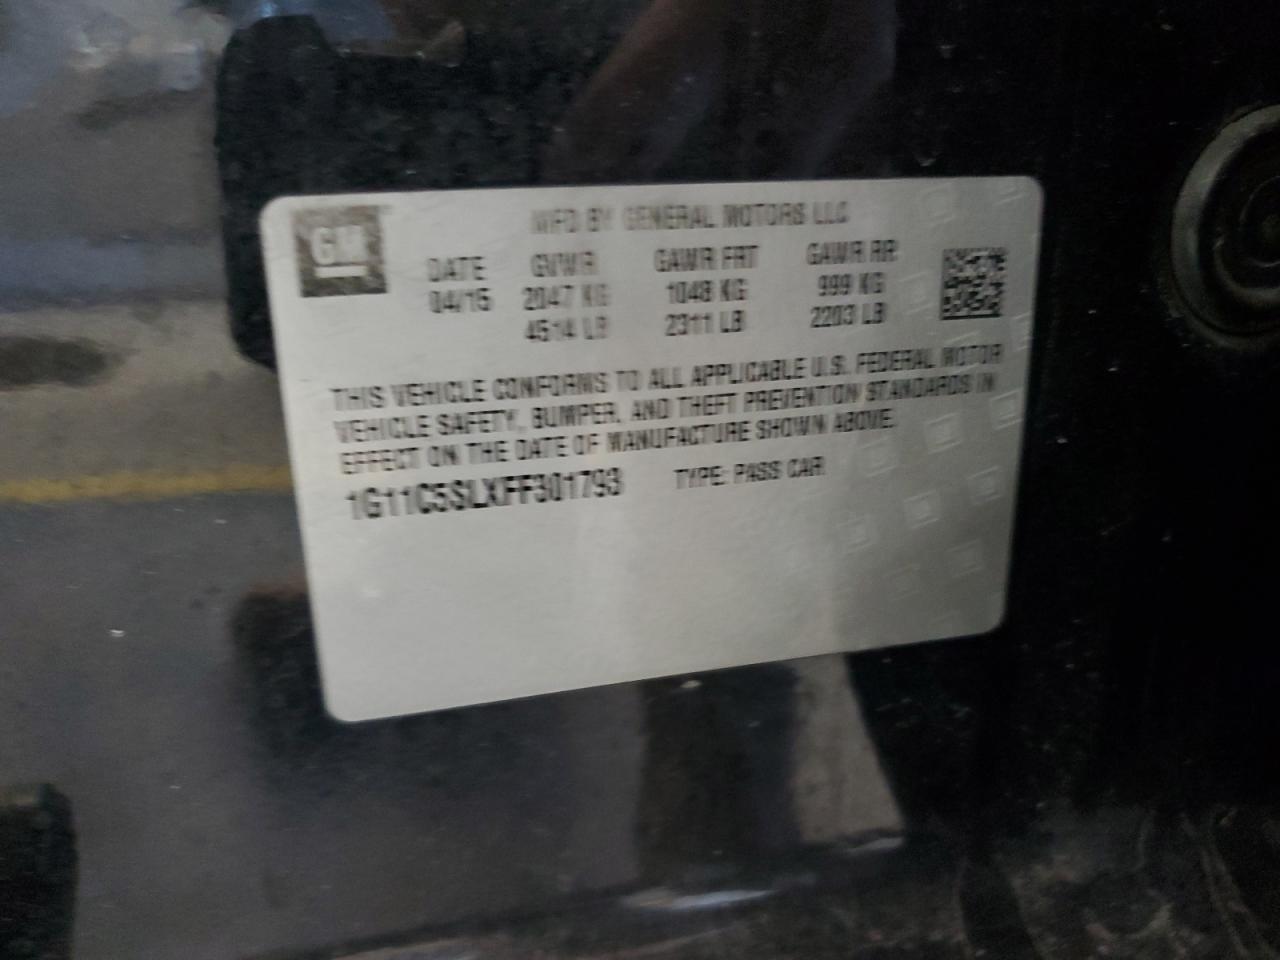 GM
MFD BY GENERAL MOTORS LLC
DATE GVWR GAWR FRT GAWR RR
04/15 2047 KG 1048 KG 999 KG
4514 LB 2311 LB 2203 LB
THIS VEHICLE CONFORMS TO ALL APPLICABLE U.S. FEDERAL MOTOR
VEHICLE SAFETY, BUMPER, AND THEFT PREVENTION STANDARDS IN
EFFECT ON THE DATE OF MANUFACTURE SHOWN ABOVE.
1G11C5SLXFF301793 TYPE: PASS CAR